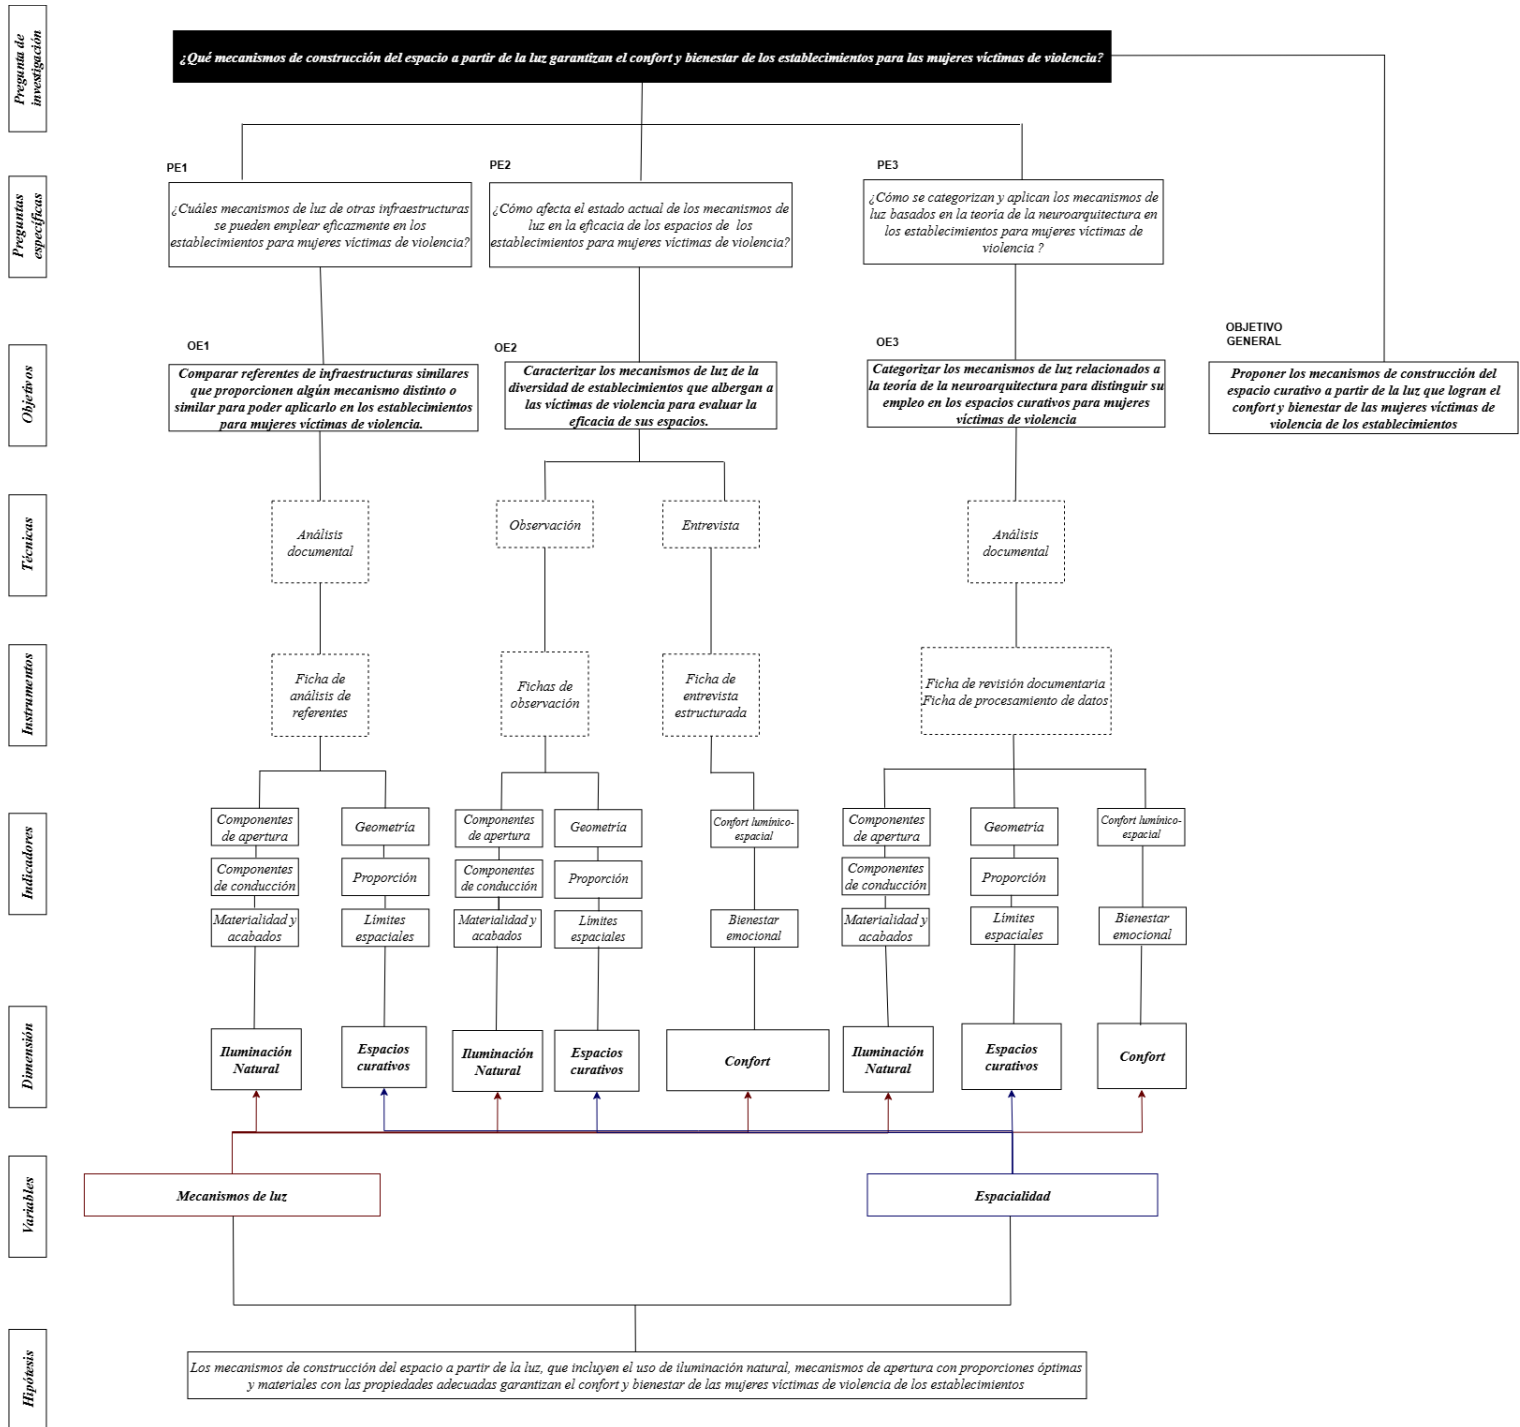 Pregunta de
investigación
¿Qué mecanismos de construcción del espacio a partir de la luz garantizan el confort y bienestar de los establecimientos para las mujeres víctimas de violencia?
Preguntas
específicas
PE1
¿Cuáles mecanismos de luz de otras infraestructuras
se pueden emplear eficazmente en los
establecimientos para mujeres víctimas de violencia?
PE2
¿Cómo afecta el estado actual de los mecanismos de
luz en la eficacia de los espacios de los
establecimientos para mujeres víctimas de violencia?
PE3
¿Cómo se categorizan y aplican los mecanismos de
luz basados en la teoría de la neuroarquitectura en
los establecimientos para mujeres víctimas de
violencia ?
Objetivos
OE1
Comparar referentes de infraestructuras similares
que proporcionen algún mecanismo distinto o
similar para poder aplicarlo en los establecimientos
para mujeres víctimas de violencia.
OE2
Caracterizar los mecanismos de luz de la
diversidad de establecimientos que albergan a
las víctimas de violencia para evaluar la
eficacia de sus espacios.
OE3
Categorizar los mecanismos de luz relacionados
a la teoría de la neuroarquitectura para distinguir su
empleo en los espacios curativos para mujeres
víctimas de violencia
OBJETIVO
GENERAL
Proponer los mecanismos de construcción del
espacio curativo a partir de la luz que logran el
confort y bienestar de las mujeres víctimas de
violencia de los establecimientos
Técnicas
Análisis
documental
Observación
Entrevista
Análisis
documental
Instrumentos
Ficha de
análisis de
referentes
Fichas de
observación
Ficha de
entrevista
estructurada
Ficha de revisión documentaria
Ficha de procesamiento de datos
Indicadores
Componentes
de apertura
Geometría
Componentes
de apertura
Geometría
Confort lumínico-
espacial
Componentes
de apertura
Geometría
Confort lumínico-
espacial
Componentes
de conducción
Proporción
Componentes
de conducción
Proporción
Componentes
de conducción
Proporción
Materialidad y
acabados
Límites
espaciales
Materialidad y
acabados
Límites
espaciales
Bienestar
emocional
Materialidad y
acabados
Límites
espaciales
Bienestar
emocional
Dimensión
Iluminación
Natural
Espacios
curativos
Iluminación
Natural
Espacios
curativos
Confort
Iluminación
Natural
Espacios
curativos
Confort
Variables
Mecanismos de luz
Espacialidad
Hipótesis
Los mecanismos de construcción del espacio a partir de la luz, que incluyen el uso de iluminación natural, mecanismos de apertura con proporciones óptimas
y materiales con las propiedades adecuadas garantizan el confort y bienestar de las mujeres víctimas de violencia de los establecimientos